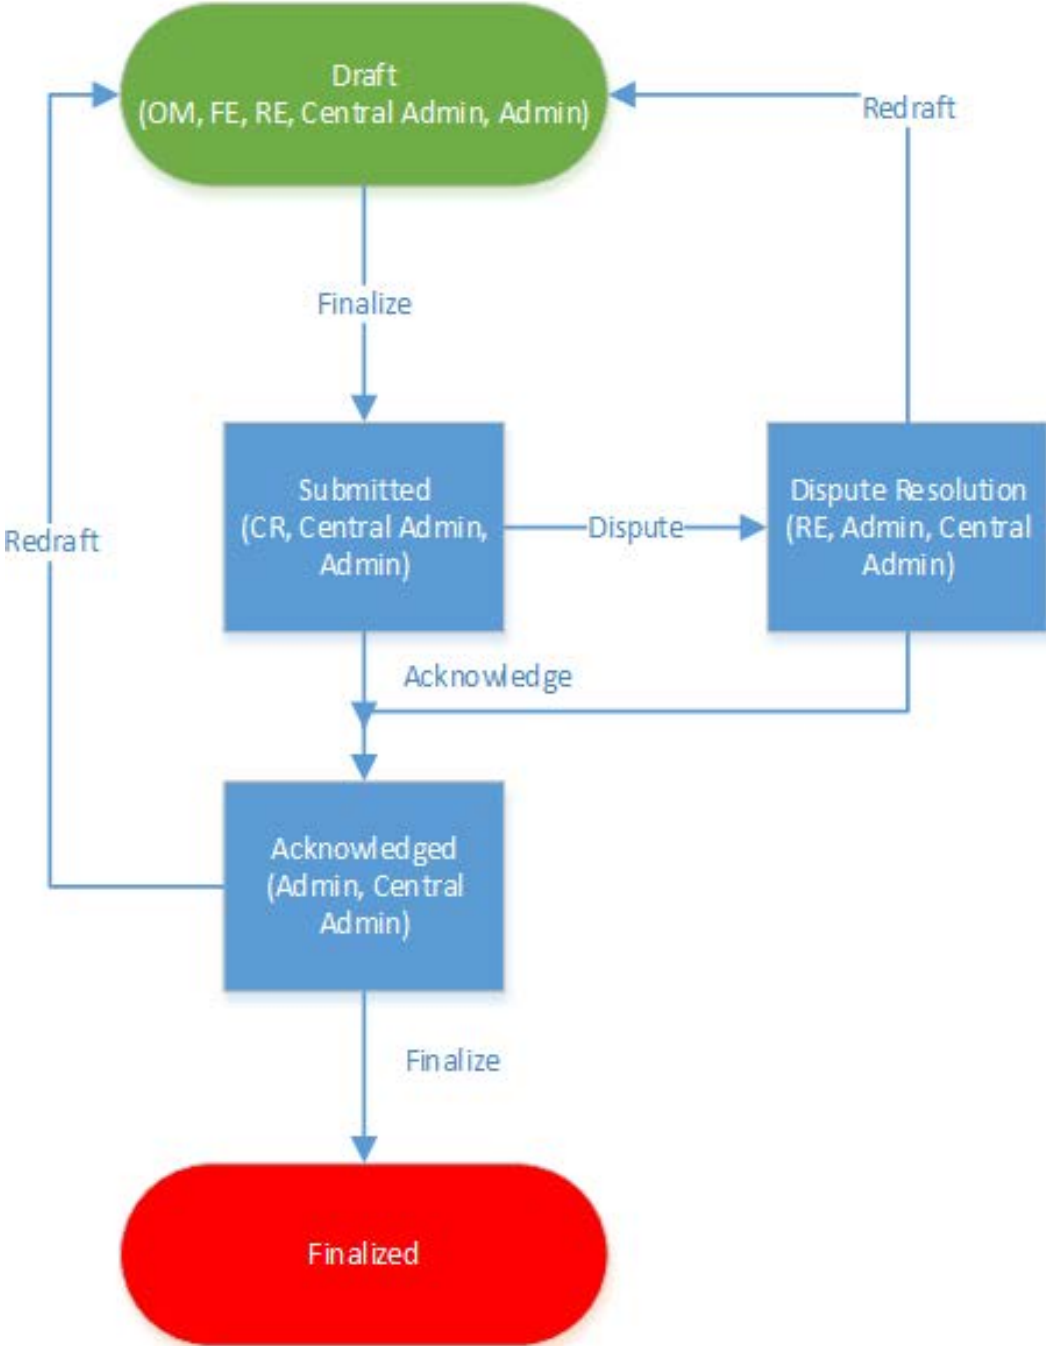 Draft
(OM, FE, RE, Central Admin, Admin)
Redraft
Finalize
Submitted
(CR, Central Admin,
Admin)
Dispute
Dispute Resolution
(RE, Admin, Central
Admin)
Redraft
Acknowledge
Acknowledged
(Admin, Central
Admin)
Finalize
Finalized